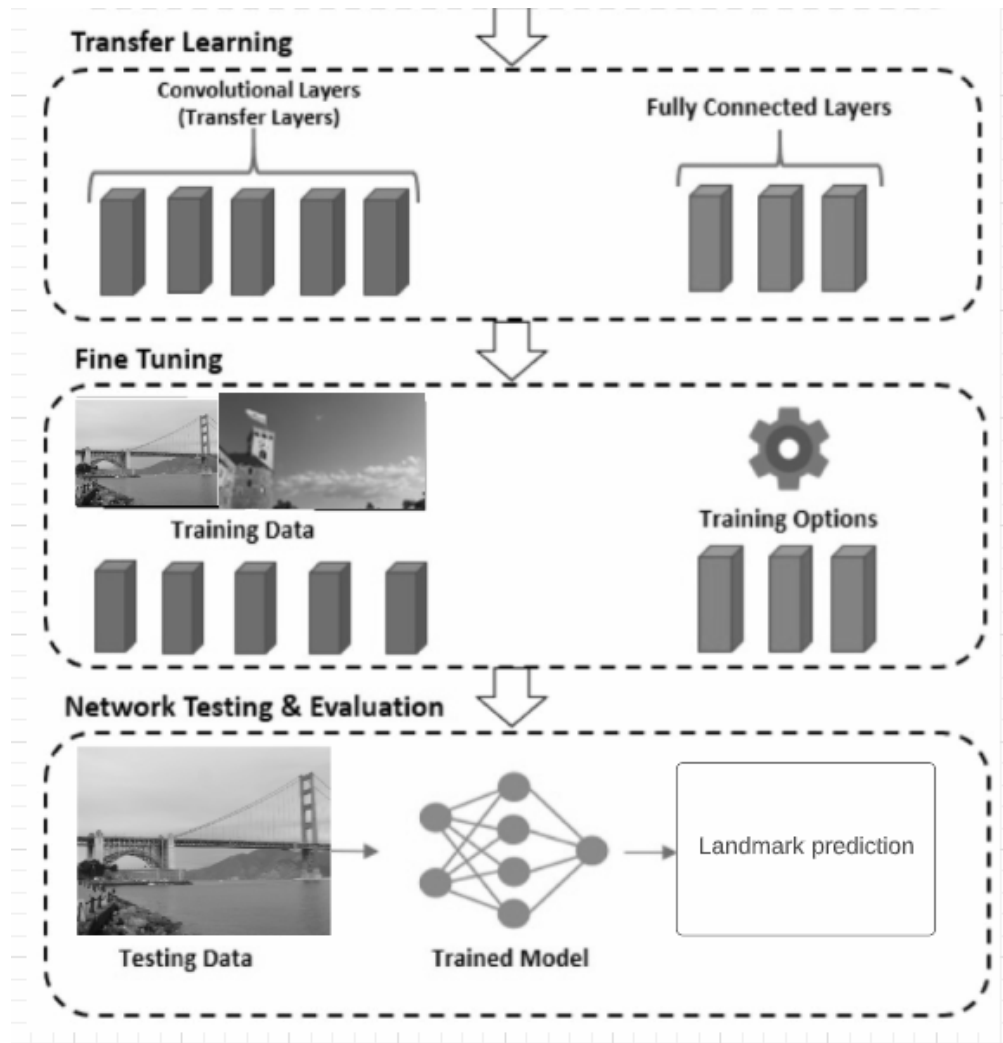 Transfer Learning
Convolutional Layers
(Transfer Layers)
Fully Connected Layers
Fine Tuning
Training Data
Training Options
Network Testing & Evaluation
Landmark prediction
Testing Data
Trained Model